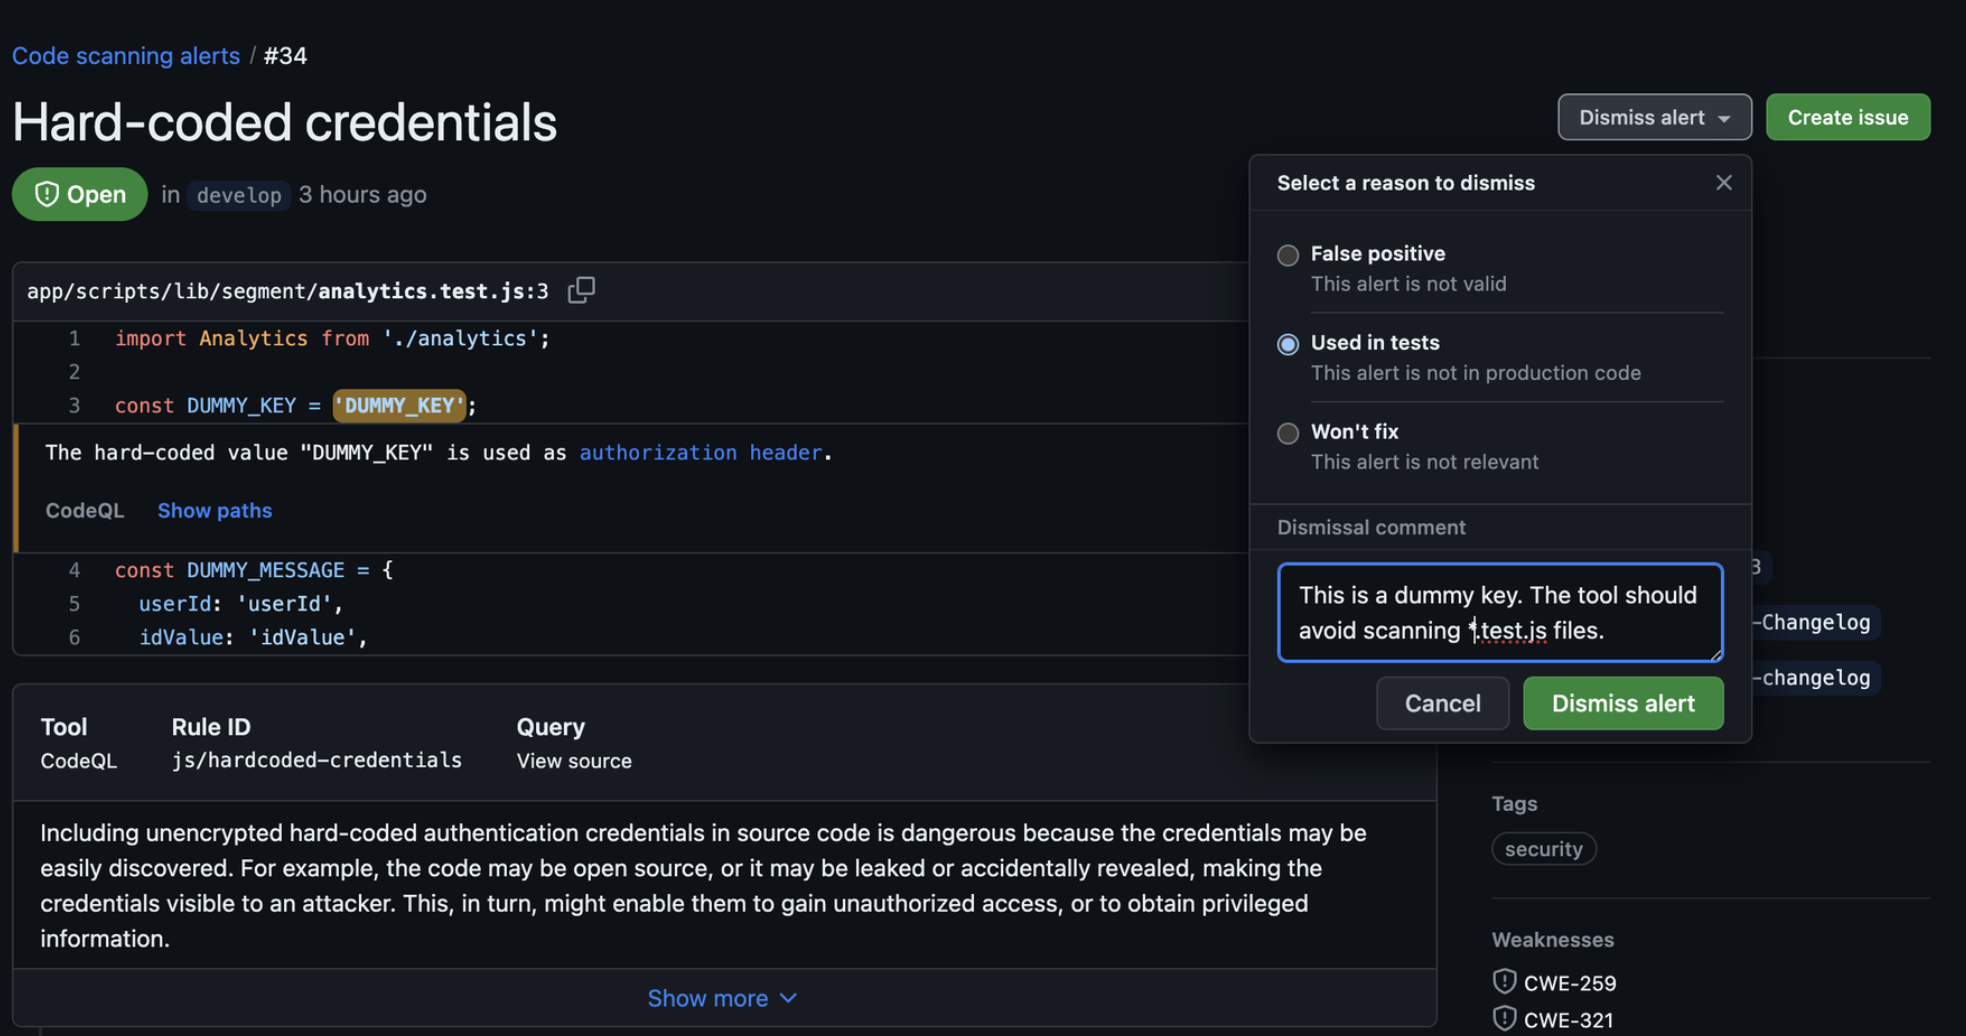 Code scanning alerts / #34
Hard-coded credentials
Dismiss alert
Create issue
Open in develop 3 hours ago
Select a reason to dismiss
False positive
This alert is not valid
Used in tests
This alert is not in production code
Won't fix
This alert is not relevant
Dismissal comment
This is a dummy key. The tool should
avoid scanning *.test.js files.
Cancel
Dismiss alert
app/scripts/lib/segment/analytics.test.js:3
1 import Analytics from './analytics';
2
3 const DUMMY_KEY = 'DUMMY_KEY';
The hard-coded value "DUMMY_KEY" is used as authorization header.
CodeQL Show paths
4 const DUMMY_MESSAGE = {
5 userId: 'userId',
6 idValue: 'idValue',
3
-Changelog
-changelog
Tool Rule ID Query
CodeQL js/hardcoded-credentials View source
Including unencrypted hard-coded authentication credentials in source code is dangerous because the credentials may be
easily discovered. For example, the code may be open source, or it may be leaked or accidentally revealed, making the
credentials visible to an attacker. This, in turn, might enable them to gain unauthorized access, or to obtain privileged
information.
Show more
Tags
security
Weaknesses
CWE-259
CWE-321